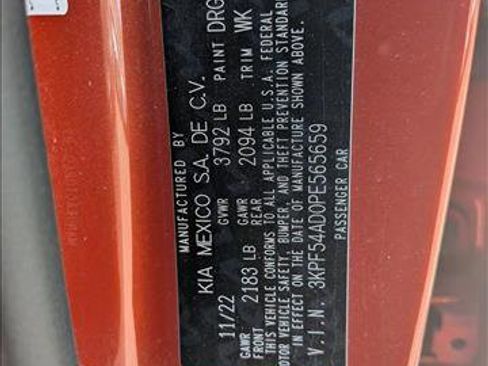 MANUFACTURED BY
KIA MEXICO S.A. DE C.V.
11/22 GVWR 3792 LB PAINT DRG
GAWR FRONT 2183 LB GAWR REAR 2094 LB TRIM WK
THIS VEHICLE CONFORMS TO ALL APPLICABLE U.S.A. FEDERAL
MOTOR VEHICLE SAFETY, BUMPER, AND THEFT PREVENTION STANDARDS
IN EFFECT ON THE DATE OF MANUFACTURE SHOWN ABOVE.
V.I.N. 3KPF54AD0PE565659
PASSENGER CAR